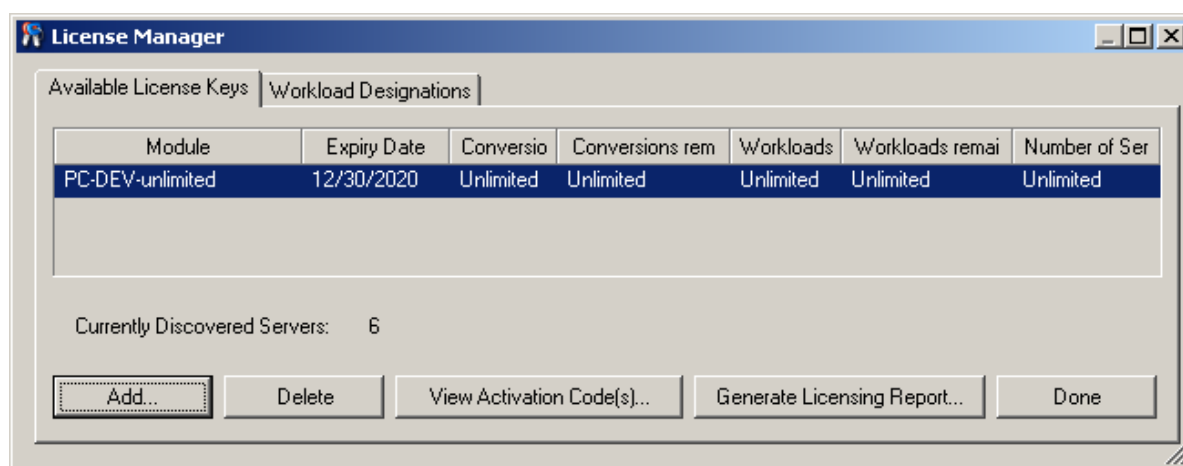 License Manager
Available License Keys Workload Designations
Module Expiry Date Conversio Conversions rem Workloads Workloads remai Number of Ser
PC-DEV-unlimited 12/30/2020 Unlimited Unlimited Unlimited Unlimited Unlimited
Currently Discovered Servers: 6
Add... Delete View Activation Code(s)... Generate Licensing Report... Done